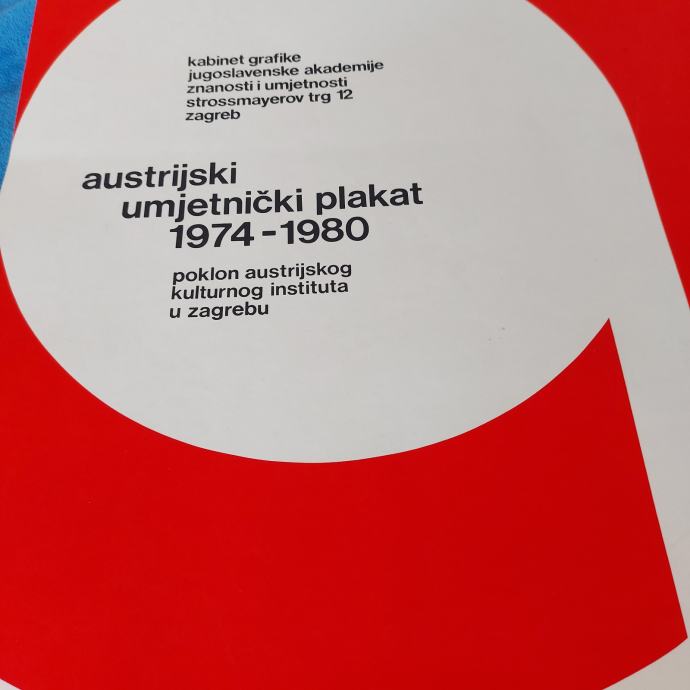 kabinet grafike
jugoslavenske akademije
znanosti i umjetnosti
strossmayerov trg 12
zagreb
austrijski
umjetnički plakat
1974-1980
poklon austrijskog
kulturnog instituta
u zagrebu